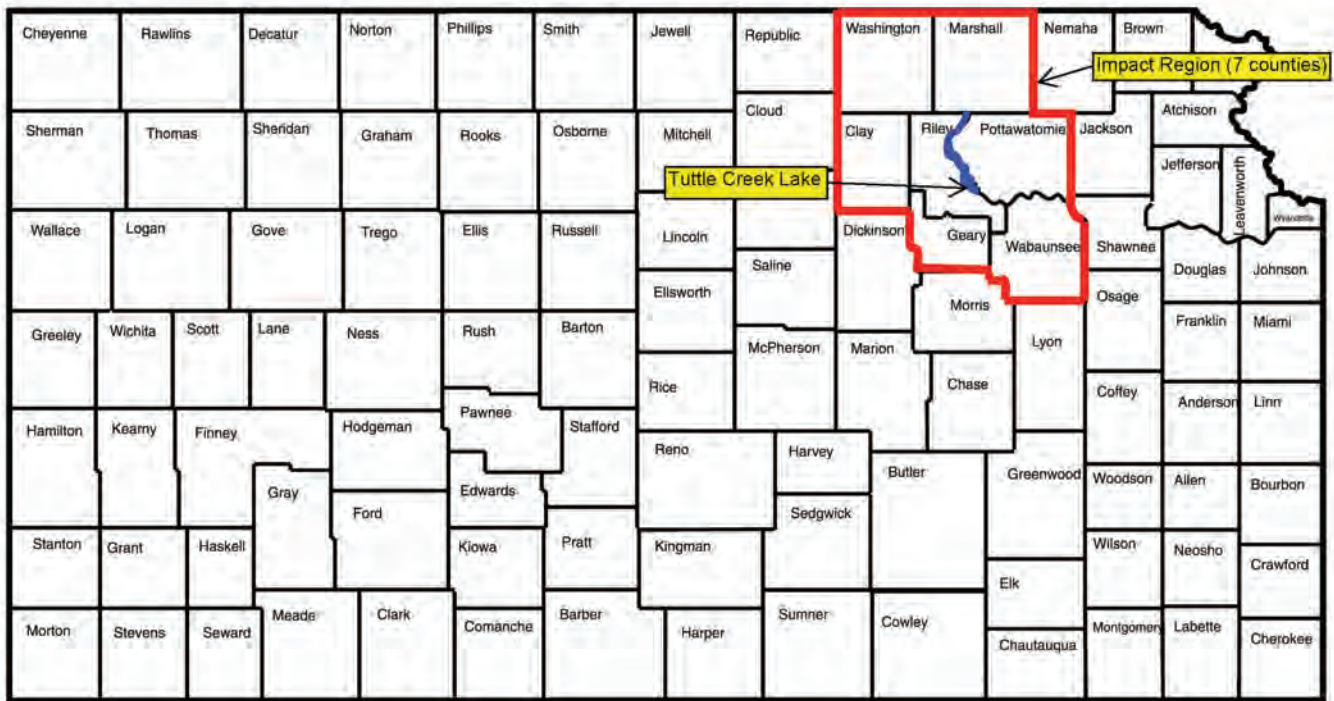 Cheyenne
Rawlins
Decatur
Norton
Phillips
Smith
Jewell
Republic
Washington
Marshall
Nemaha
Brown
Impact Region (7 counties)
Sherman
Thomas
Sheridan
Graham
Rooks
Osborne
Mitchell
Cloud
Clay
Riley
Pottawatomie
Jackson
Atchison
Jefferson
Leavenworth
Wyandotte
Tuttle Creek Lake
Wallace
Logan
Gove
Trego
Ellis
Russell
Lincoln
Saline
Dickinson
Geary
Wabaunsee
Shawnee
Douglas
Johnson
Ellsworth
Morris
Osage
Greeley
Wichita
Scott
Lane
Ness
Rush
Barton
McPherson
Marion
Lyon
Franklin
Miami
Rice
Chase
Coffey
Anderson
Linn
Hamilton
Kearny
Finney
Hodgeman
Pawnee
Stafford
Reno
Harvey
Butler
Greenwood
Woodson
Allen
Bourbon
Gray
Ford
Edwards
Sedgwick
Stanton
Grant
Haskell
Kiowa
Pratt
Kingman
Elk
Wilson
Neosho
Crawford
Morton
Stevens
Seward
Meade
Clark
Comanche
Barber
Harper
Sumner
Cowley
Chautauqua
Montgomery
Labette
Cherokee